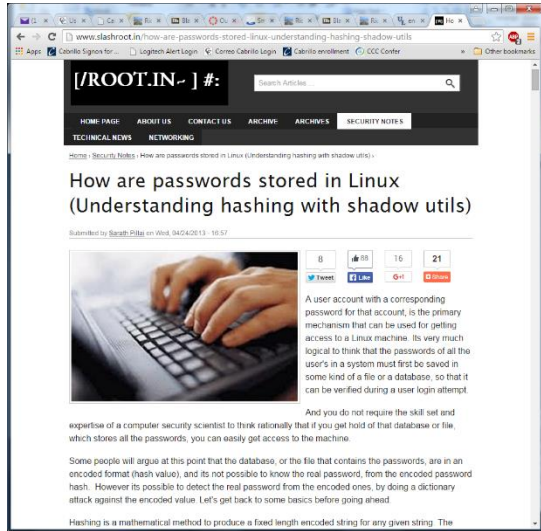 www.slashroot.in/how-are-passwords-stored-linux-understanding-hashing-shadow-utils
Apps Cabrillo Signon for ... Logitech Alert Login Correo Cabrillo Login Cabrillo enrollment CCC Confer » Other bookmarks
[/ROOT.IN~ ] #:
Search Articles...
HOME PAGE ABOUT US CONTACT US ARCHIVE ARCHIVES SECURITY NOTES
TECHNICAL NEWS NETWORKING
Home › Security Notes › How are passwords stored in Linux (Understanding hashing with shadow utils) ›
How are passwords stored in Linux
(Understanding hashing with shadow utils)
Submitted by Sarath Pillai on Wed, 04/24/2013 - 16:57
8 88 16 21
Tweet Like +1 Share
A user account with a corresponding
password for that account, is the primary
mechanism that can be used for getting
access to a Linux machine. Its very much
logical to think that the passwords of all the
user's in a system must first be saved in
some kind of a file or a database, so that it
can be verified during a user login attempt.
And you do not require the skill set and
expertise of a computer security scientist to think rationally that if you get hold of that database or file,
which stores all the passwords, you can easily get access to the machine.
Some people will argue at this point that the database, or the file that contains the passwords, are in an
encoded format (hash value), and its not possible to know the real password, from the encoded password
hash. However its possible to detect the real password from the encoded ones, by doing a dictionary
attack against the encoded value. Let's get back to some basics before going ahead.
Hashing is a mathematical method to produce a fixed length encoded string for any given string. The